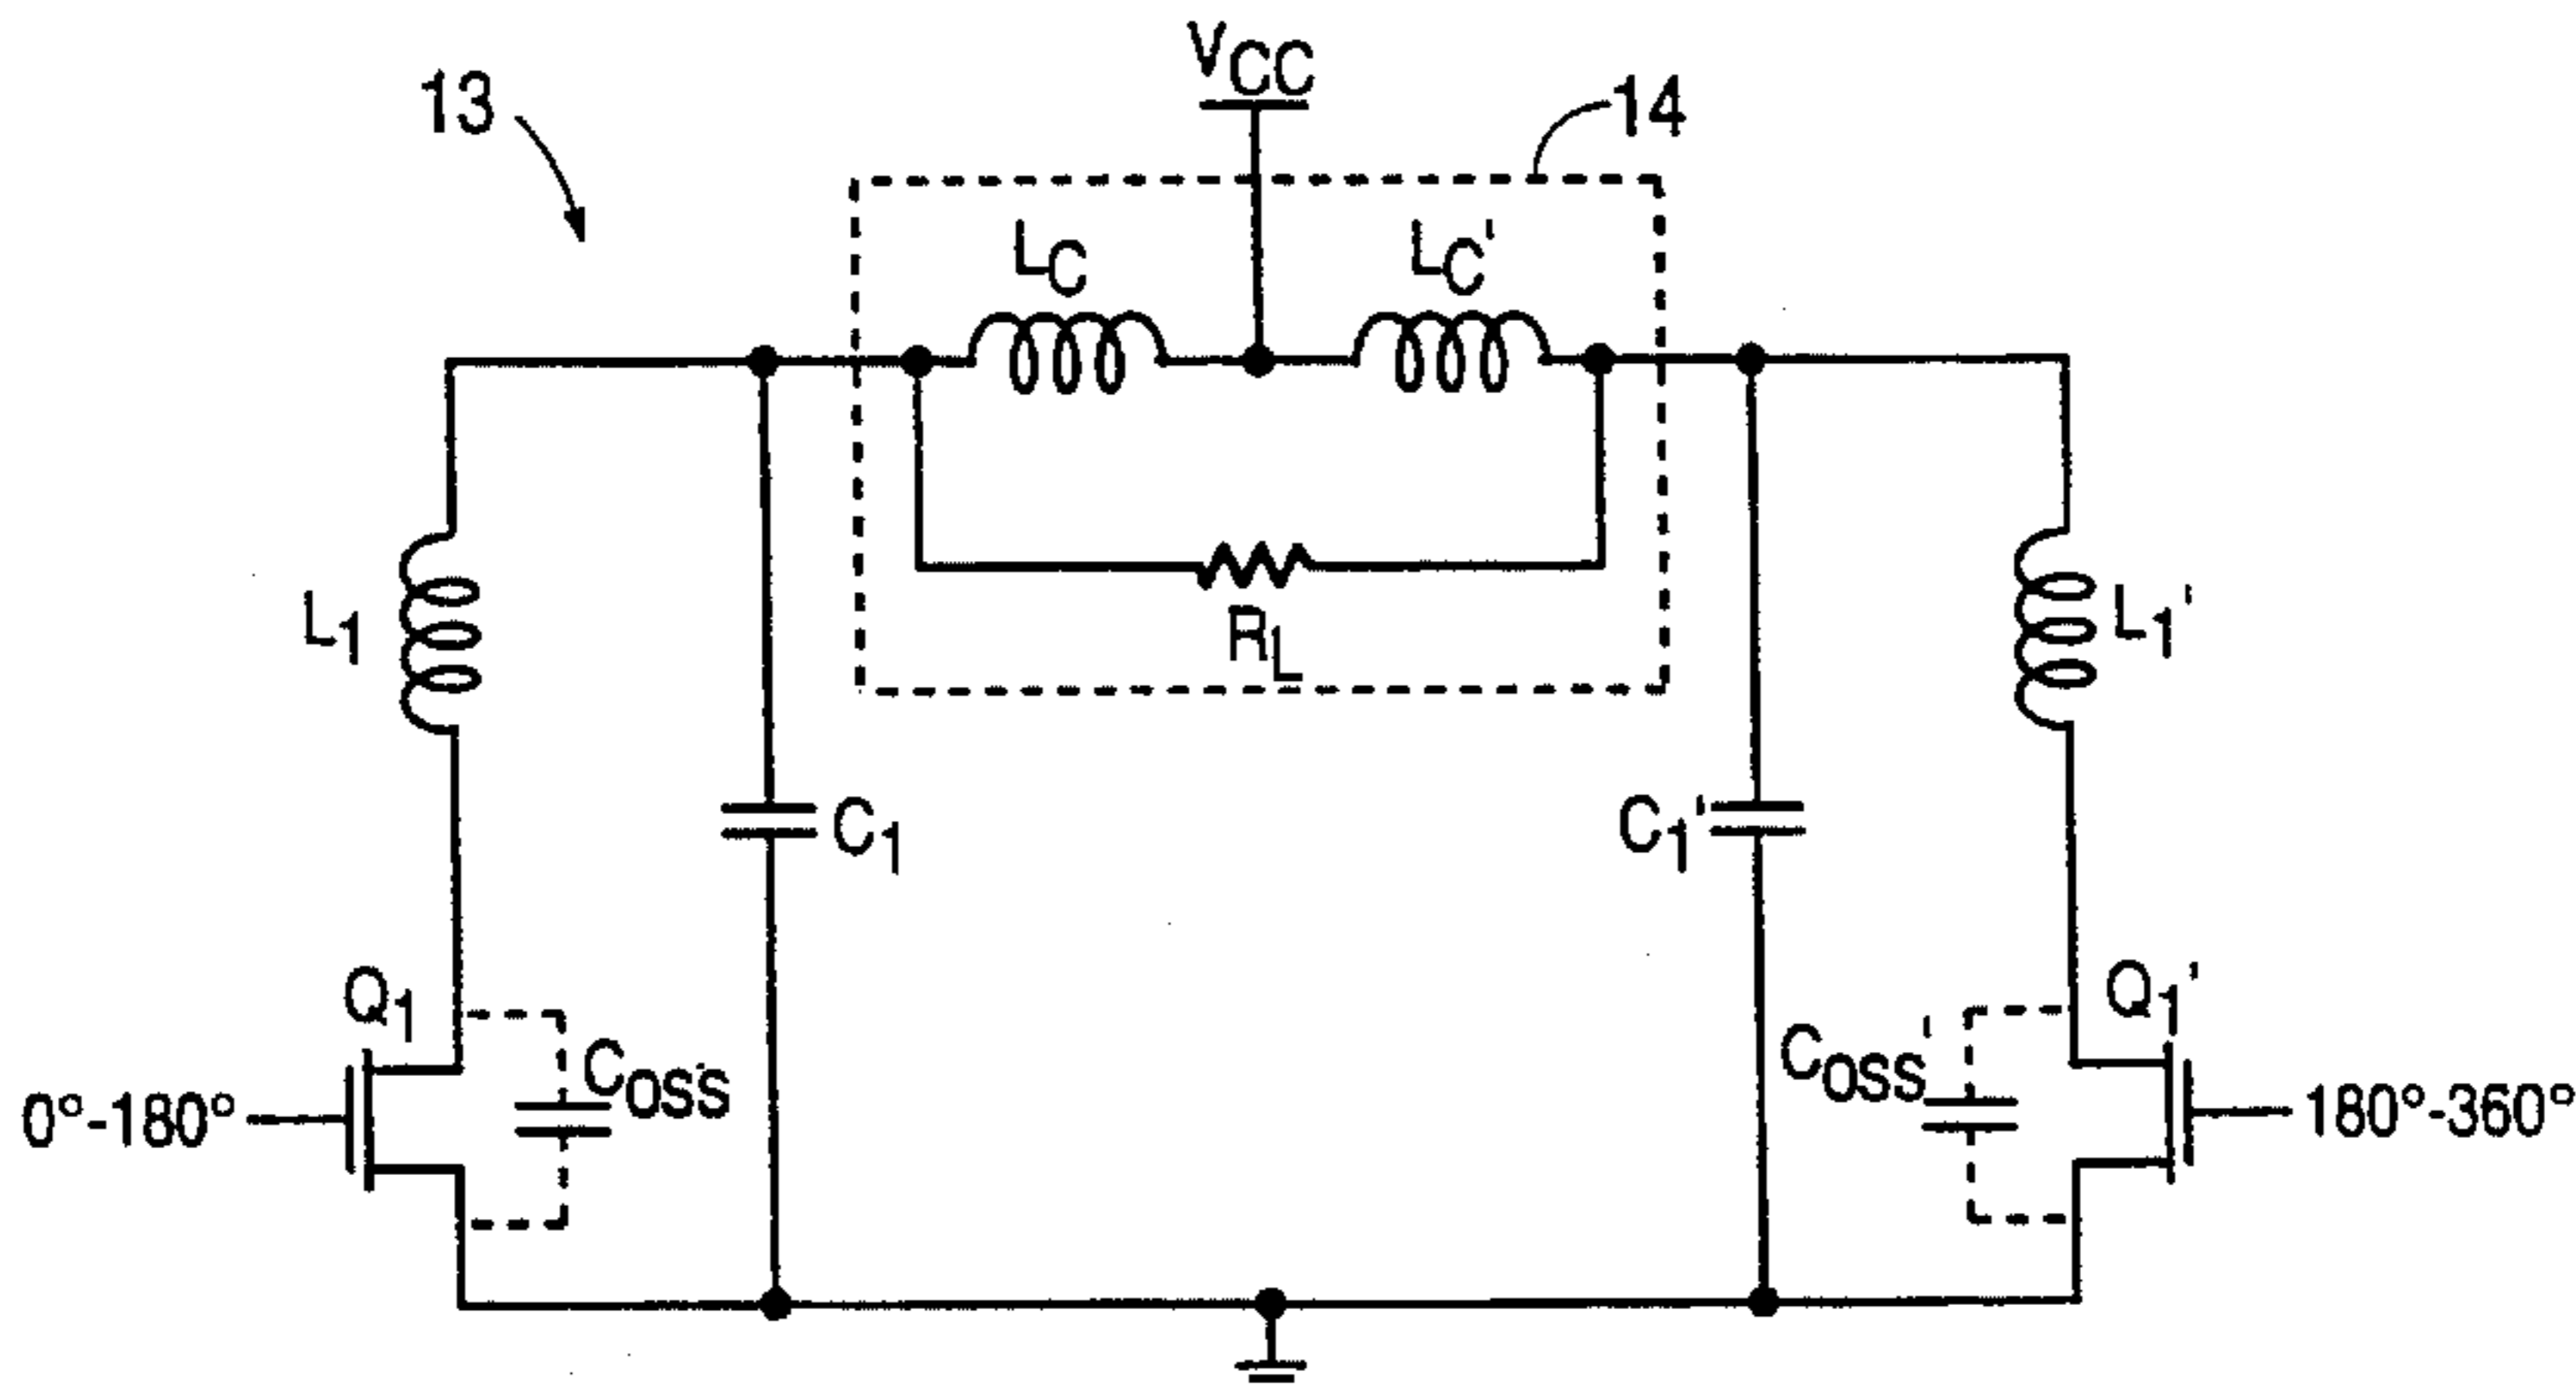 VCC
13
14
LC
LC'
L1
RL
L1'
C1
C1'
Q1
COSS
COSS'
Q1'
0°-180°
180°-360°